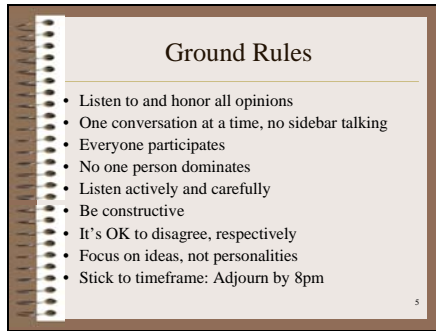 Ground Rules
• Listen to and honor all opinions
• One conversation at a time, no sidebar talking
• Everyone participates
• No one person dominates
• Listen actively and carefully
• Be constructive
• It's OK to disagree, respectively
• Focus on ideas, not personalities
• Stick to timeframe: Adjourn by 8pm
5